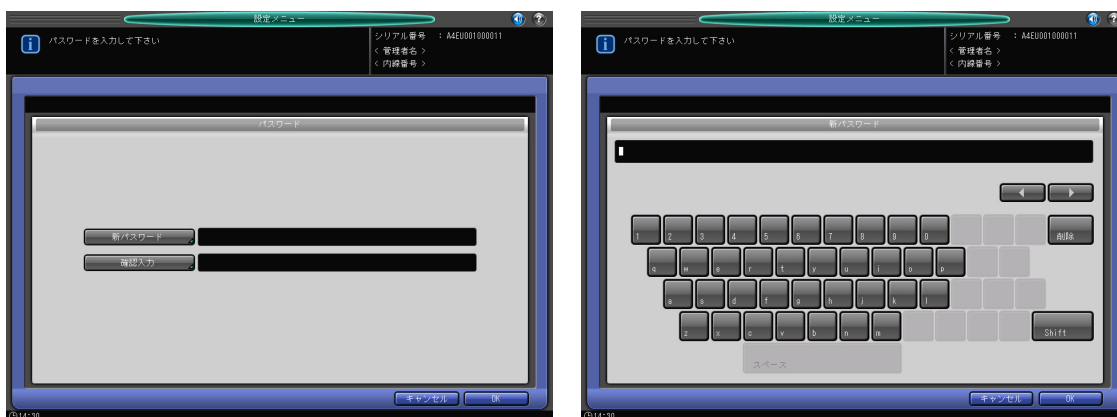 設定メニュー
パスワードを入力して下さい
シリアル番号 : A4EU001000011
< 管理者名 >
< 内線番号 >
パスワード
新パスワード
確認入力
キャンセル OK
14:30
設定メニュー
パスワードを入力して下さい
シリアル番号 : A4EU001000011
< 管理者名 >
< 内線番号 >
新パスワード
1 2 3 4 5 6 7 8 9 0 削除
q w e r t y u i o p
a s d f g h j k l
z x c v b n m Shift
スペース
キャンセル OK
14:30